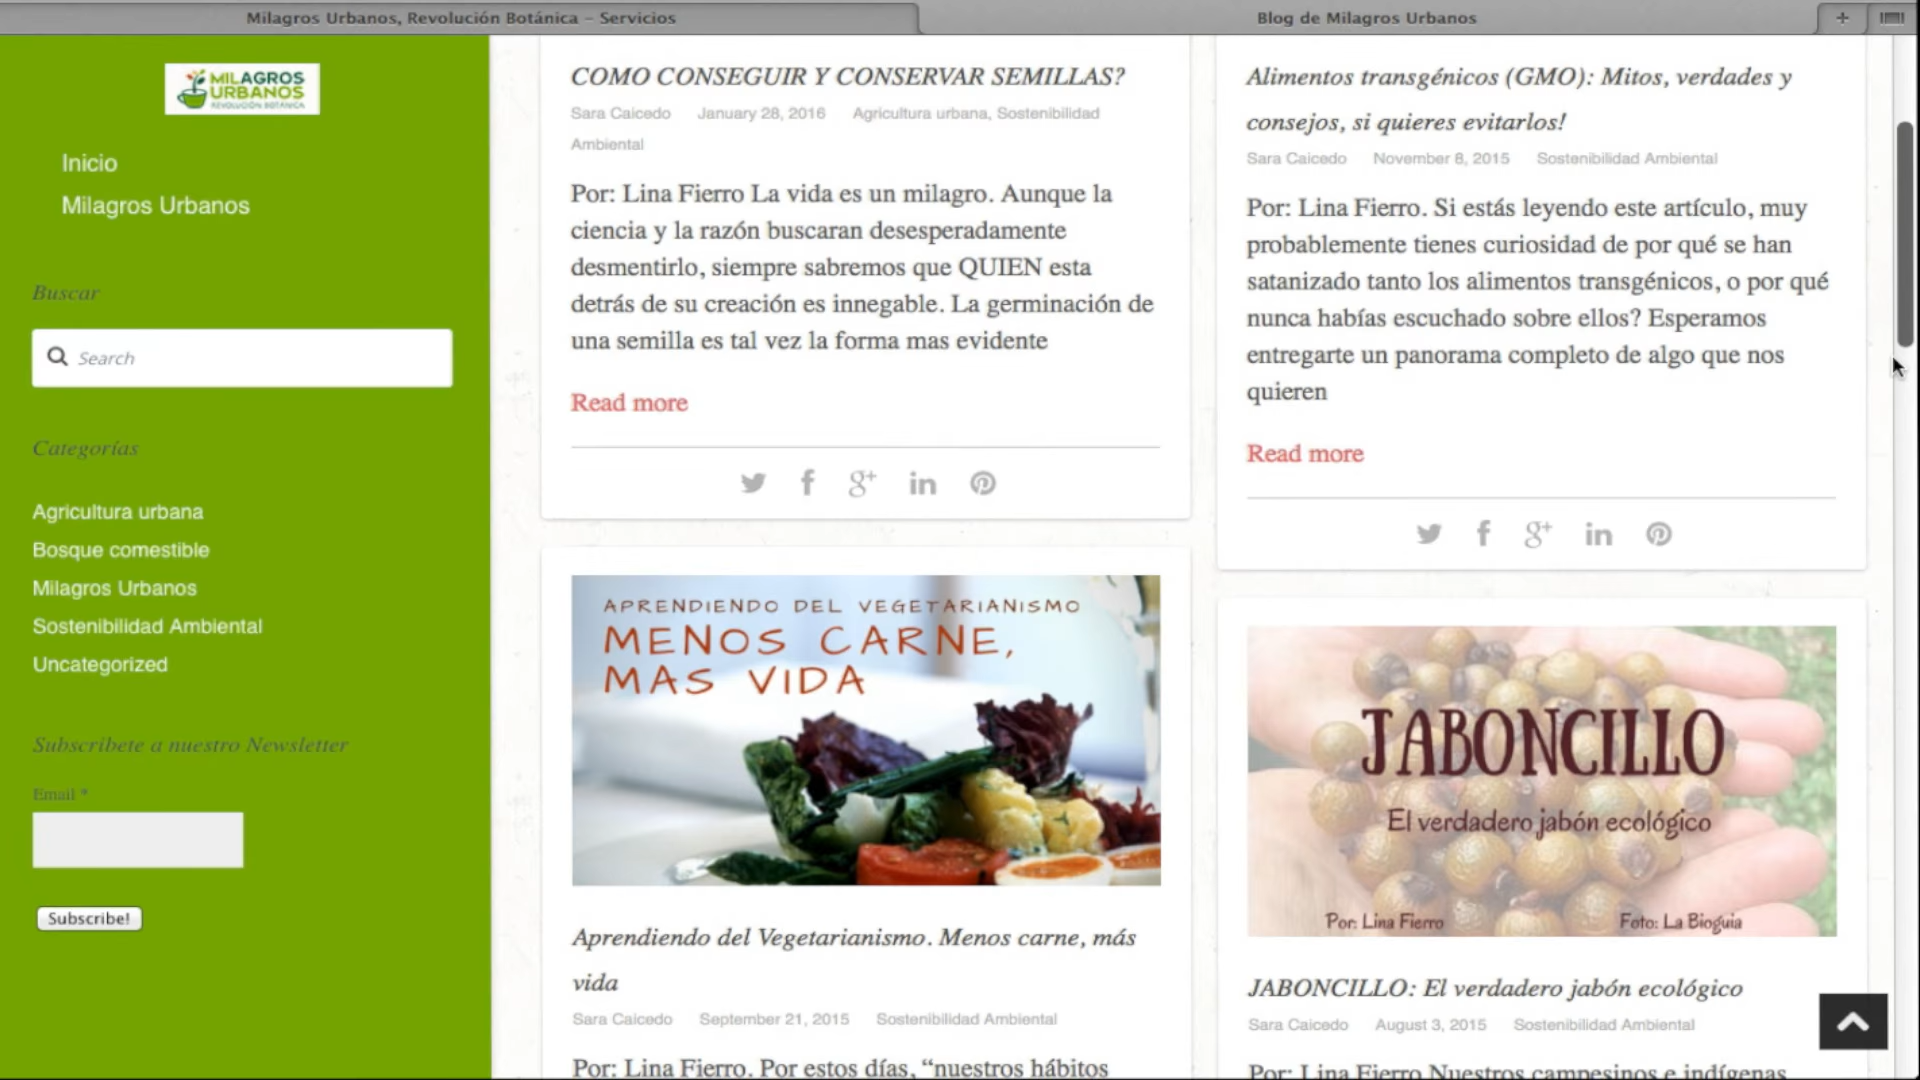 Milagros Urbanos, Revolución Botánica – Servicios
Blog de Milagros Urbanos
MILAGROS
URBANOS
REVOLUCIÓN BOTÁNICA
Inicio
Milagros Urbanos
Buscar
Search
Categorías
Agricultura urbana
Bosque comestible
Milagros Urbanos
Sostenibilidad Ambiental
Uncategorized
Subscríbete a nuestro Newsletter
Email *
Subscribe!
COMO CONSEGUIR Y CONSERVAR SEMILLAS?
Sara Caicedo January 28, 2016 Agricultura urbana, Sostenibilidad
Ambiental
Por: Lina Fierro La vida es un milagro. Aunque la
ciencia y la razón buscaran desesperadamente
desmentirlo, siempre sabremos que QUIEN esta
detrás de su creación es innegable. La germinación de
una semilla es tal vez la forma mas evidente
Read more
APRENDIENDO DEL VEGETARIANISMO
MENOS CARNE,
MAS VIDA
Aprendiendo del Vegetarianismo. Menos carne, más
vida
Sara Caicedo September 21, 2015 Sostenibilidad Ambiental
Por: Lina Fierro. Por estos días, “nuestros hábitos
Alimentos transgénicos (GMO): Mitos, verdades y
consejos, si quieres evitarlos!
Sara Caicedo November 8, 2015 Sostenibilidad Ambiental
Por: Lina Fierro. Si estás leyendo este artículo, muy
probablemente tienes curiosidad de por qué se han
satanizado tanto los alimentos transgénicos, o por qué
nunca habías escuchado sobre ellos? Esperamos
entregarte un panorama completo de algo que nos
quieren
Read more
JABONCILLO
El verdadero jabón ecológico
Por: Lina Fierro
Foto: La Bioguia
JABONCILLO: El verdadero jabón ecológico
Sara Caicedo August 3, 2015 Sostenibilidad Ambiental
Por: Lina Fierro Nuestros campesinos e indígenas